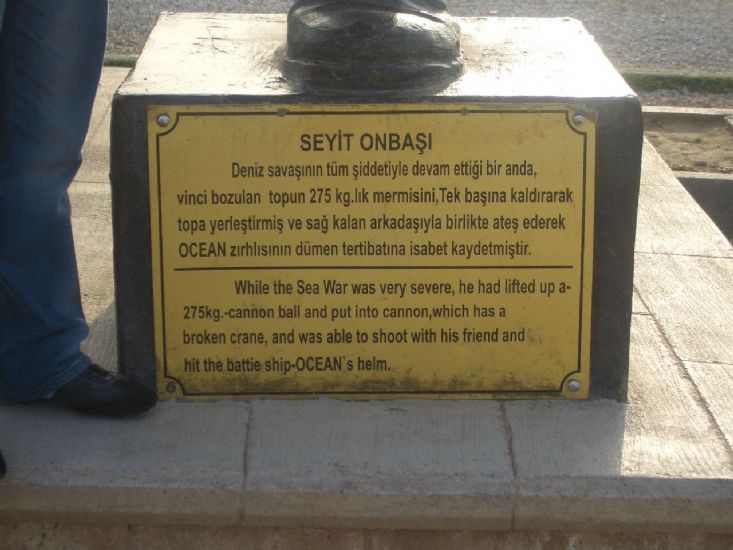 SEYİT ONBAŞI
Deniz savaşının tüm şiddetiyle devam ettiği bir anda,
vinci bozulan topun 275 kg.lık mermisini,Tek başına kaldırarak
topa yerleştirmiş ve sağ kalan arkadaşıyla birlikte ateş ederek
OCEAN zırhlısının dümen tertibatına isabet kaydetmiştir.
While the Sea War was very severe, he had lifted up a-
275kg.-cannon ball and put into cannon,which has a
broken crane, and was able to shoot with his friend and
hit the battie ship-OCEAN`s helm.